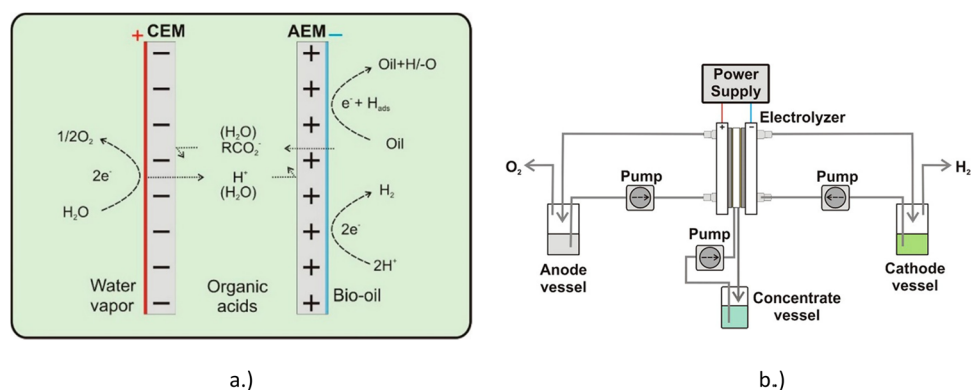 + CEM
AEM −
Oil+H/-O
e⁻ + Hads
Oil
1/2O₂
2e⁻
H₂O
(H₂O)
RCO₂⁻
H⁺
(H₂O)
H₂
2e⁻
2H⁺
Water
vapor
Organic
acids
Bio-oil
a.)
Power
Supply
+ −
Electrolyzer
O₂
H₂
Pump
Pump
Pump
Anode
vessel
Cathode
vessel
Concentrate
vessel
b.)